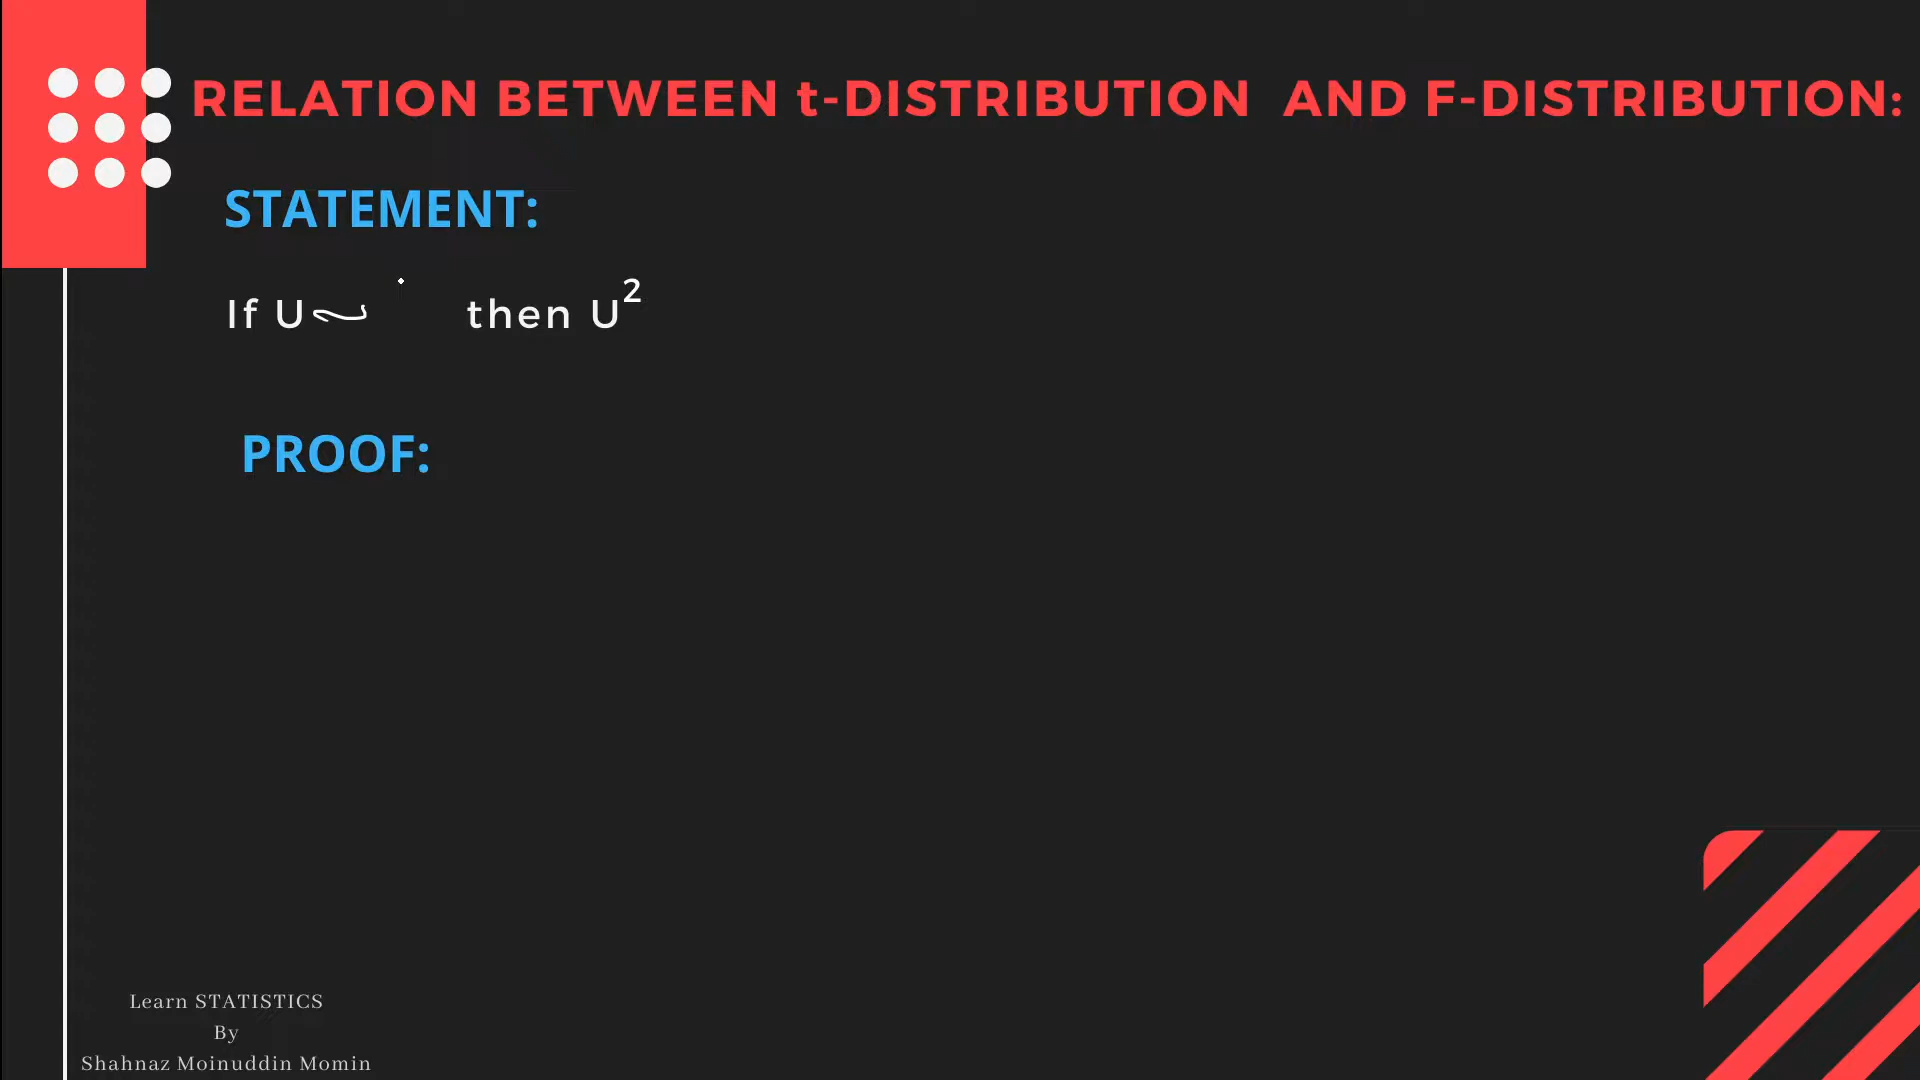 RELATION BETWEEN t-DISTRIBUTION AND F-DISTRIBUTION:
STATEMENT:
If U~ then U²
PROOF:
Learn STATISTICS
By
Shahnaz Moinuddin Momin